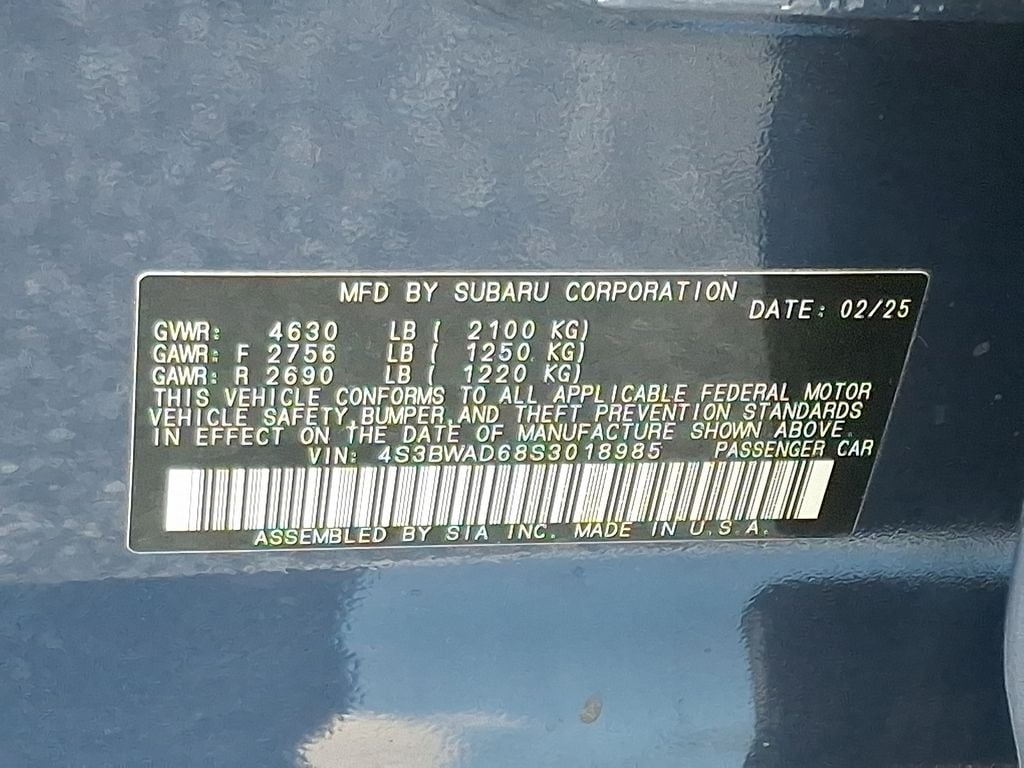 MFD BY SUBARU CORPORATION
DATE: 02/25
GVWR: 4630 LB ( 2100 KG)
GAWR: F 2756 LB ( 1250 KG)
GAWR: R 2690 LB ( 1220 KG)
THIS VEHICLE CONFORMS TO ALL APPLICABLE FEDERAL MOTOR
VEHICLE SAFETY,BUMPER,AND THEFT PREVENTION STANDARDS
IN EFFECT ON THE DATE OF MANUFACTURE SHOWN ABOVE.
VIN: 4S3BWAD68S3018985 PASSENGER CAR
ASSEMBLED BY SIA INC. MADE IN U.S.A.